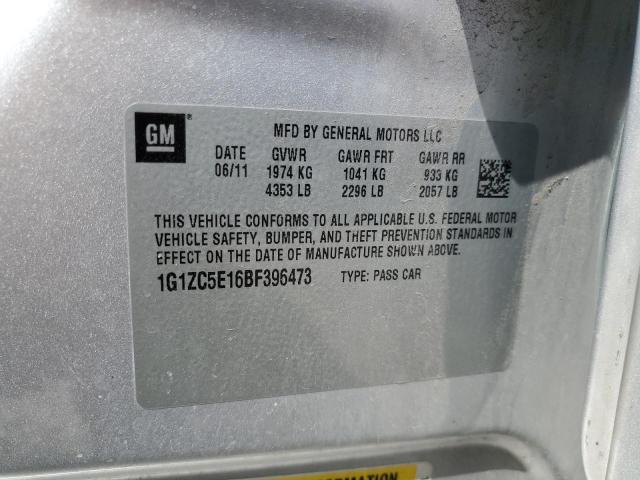 GM ®
MFD BY GENERAL MOTORS LLC
DATE GVWR GAWR FRT GAWR RR
06/11 1974 KG 1041 KG 933 KG
4353 LB 2296 LB 2057 LB
THIS VEHICLE CONFORMS TO ALL APPLICABLE U.S. FEDERAL MOTOR
VEHICLE SAFETY, BUMPER, AND THEFT PREVENTION STANDARDS IN
EFFECT ON THE DATE OF MANUFACTURE SHOWN ABOVE.
1G1ZC5E16BF396473 TYPE: PASS CAR
INFORMATION